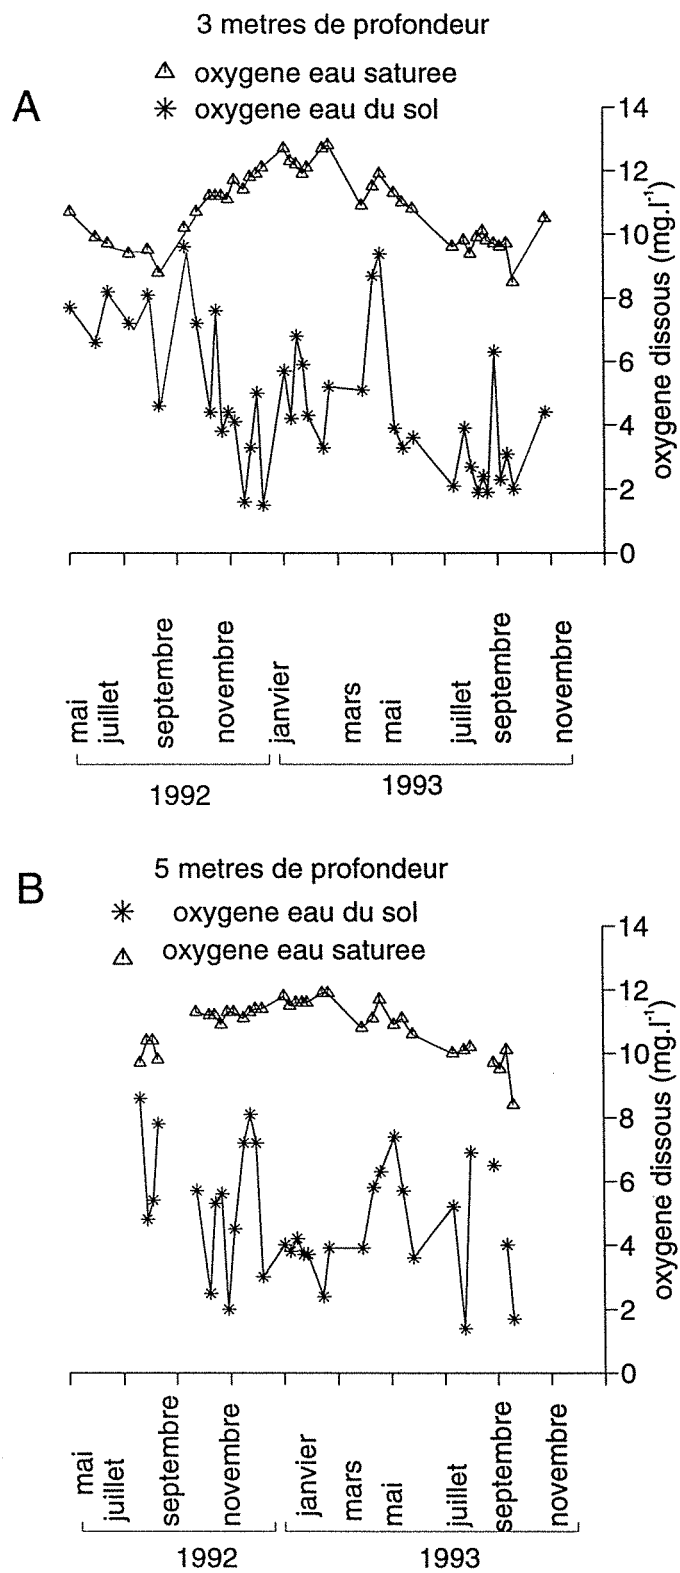 3 metres de profondeur
A
oxygene eau saturee
oxygene eau du sol
14
12
10
8
6
4
2
0
oxygene dissous (mg.l⁻¹)
mai
juillet
septembre
novembre
janvier
mars
mai
juillet
septembre
novembre
1992
1993
B
5 metres de profondeur
oxygene eau du sol
oxygene eau saturee
14
12
10
8
6
4
2
0
oxygene dissous (mg.l⁻¹)
mai
juillet
septembre
novembre
janvier
mars
mai
juillet
septembre
novembre
1992
1993